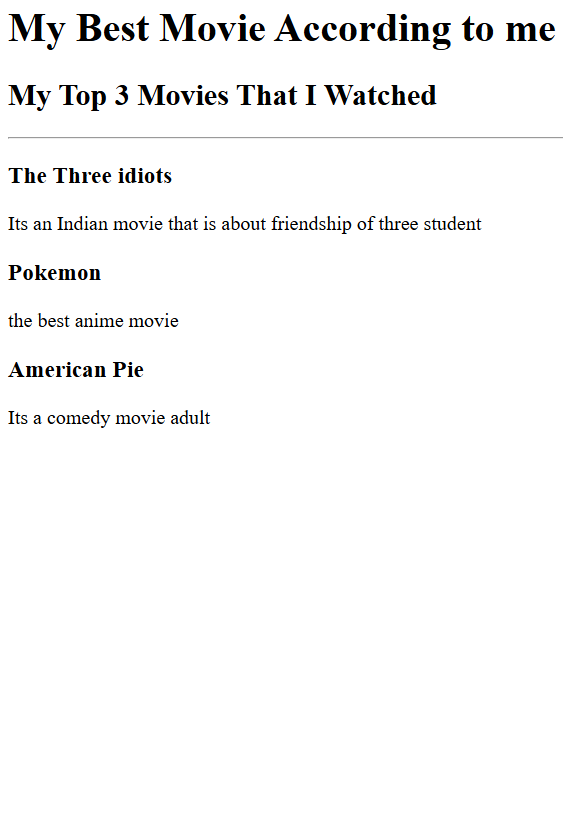 My Best Movie According to me
My Top 3 Movies That I Watched
The Three idiots
Its an Indian movie that is about friendship of three student
Pokemon
the best anime movie
American Pie
Its a comedy movie adult